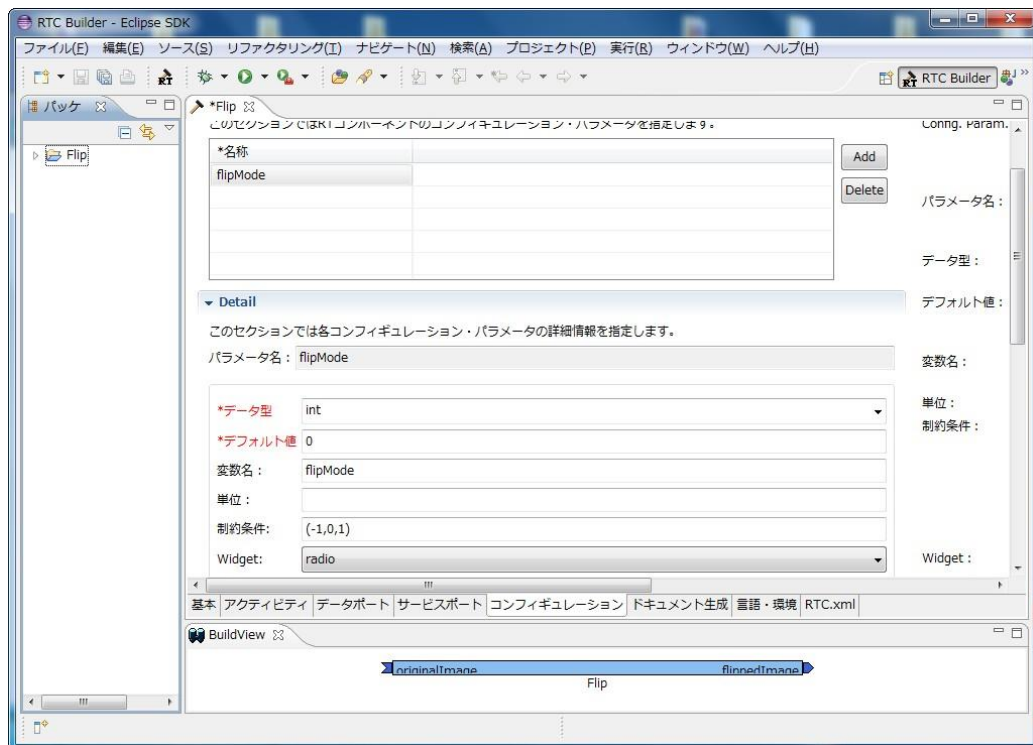 RTC Builder - Eclipse SDK
ファイル(F) 編集(E) ソース(S) リファクタリング(T) ナビゲート(N) 検索(A) プロジェクト(P) 実行(R) ウィンドウ(W) ヘルプ(H)
RTC Builder
パッケ
*Flip
Flip
このセクションではRTコンポーネントのコンフィギュレーション・パラメータを指定します。
Config. Param.
*名称
Add
flipMode
Delete
パラメータ名：
データ型：
Detail
デフォルト値：
このセクションでは各コンフィギュレーション・パラメータの詳細情報を指定します。
パラメータ名： flipMode
変数名：
*データ型 int
単位：
*デフォルト値 0
制約条件：
変数名： flipMode
単位：
制約条件: (-1,0,1)
Widget: radio
Widget：
基本 アクティビティ データポート サービスポート コンフィギュレーション ドキュメント生成 言語・環境 RTC.xml
BuildView
originalImage flippedImage
Flip